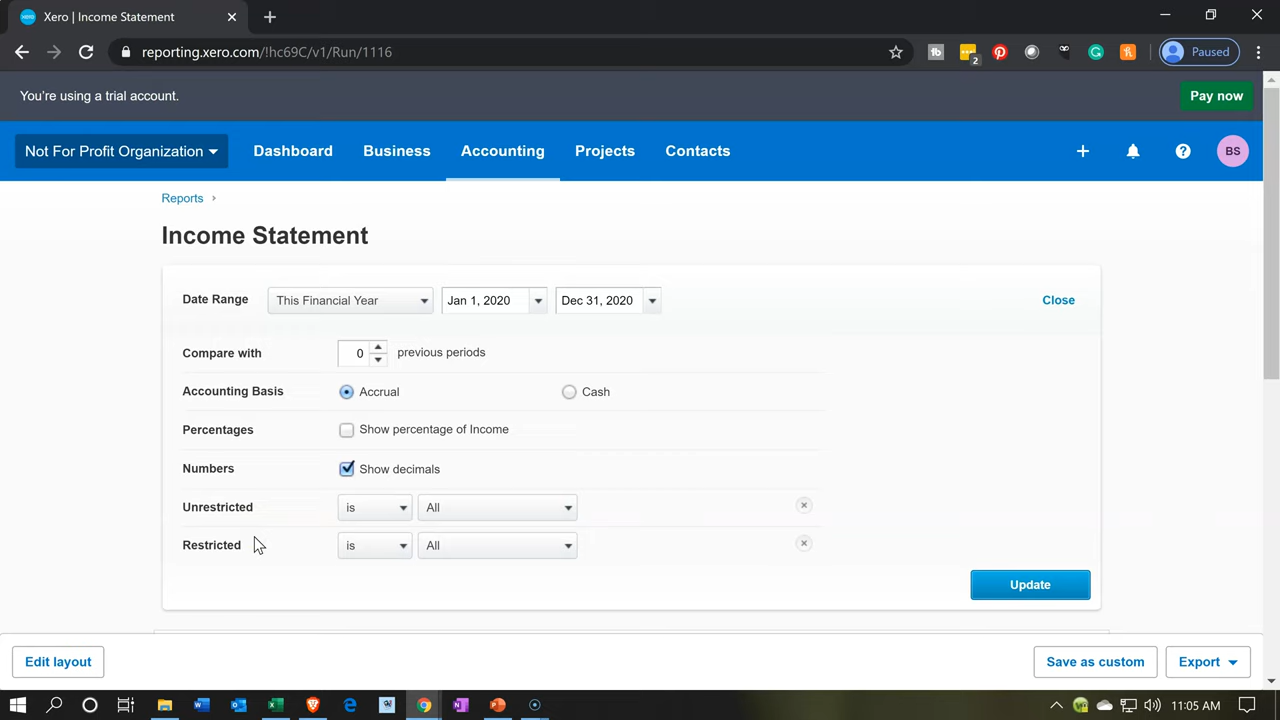 Xero | Income Statement
reporting.xero.com/!hc69C/v1/Run/1116
2
Paused
You're using a trial account.
Pay now
Not For Profit Organization
Dashboard
Business
Accounting
Projects
Contacts
BS
Reports
Income Statement
Date Range
This Financial Year
Jan 1, 2020
Dec 31, 2020
Close
Compare with
0
previous periods
Accounting Basis
Accrual
Cash
Percentages
Show percentage of Income
Numbers
Show decimals
Unrestricted
is
All
Restricted
is
All
Update
Edit layout
Save as custom
Export
11:05 AM